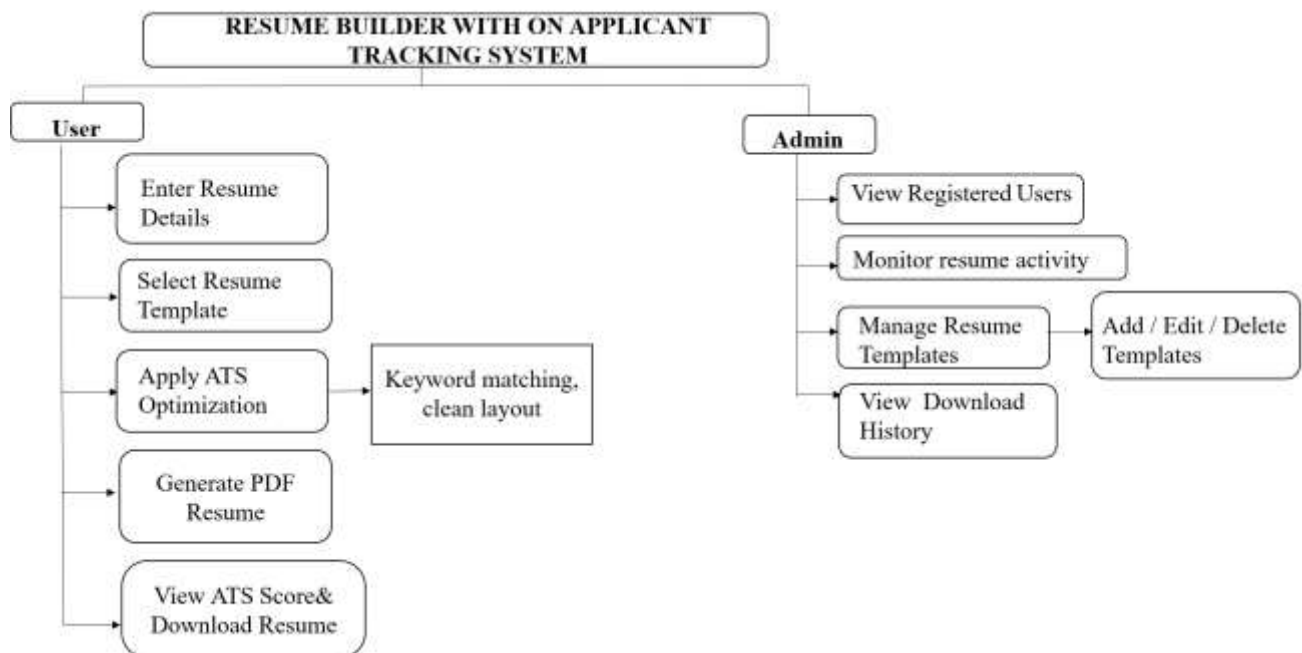 RESUME BUILDER WITH ON APPLICANT
TRACKING SYSTEM
User
Enter Resume
Details
Select Resume
Template
Apply ATS
Optimization
Keyword matching,
clean layout
Generate PDF
Resume
View ATS Score&
Download Resume
Admin
View Registered Users
Monitor resume activity
Manage Resume
Templates
Add / Edit / Delete
Templates
View Download
History